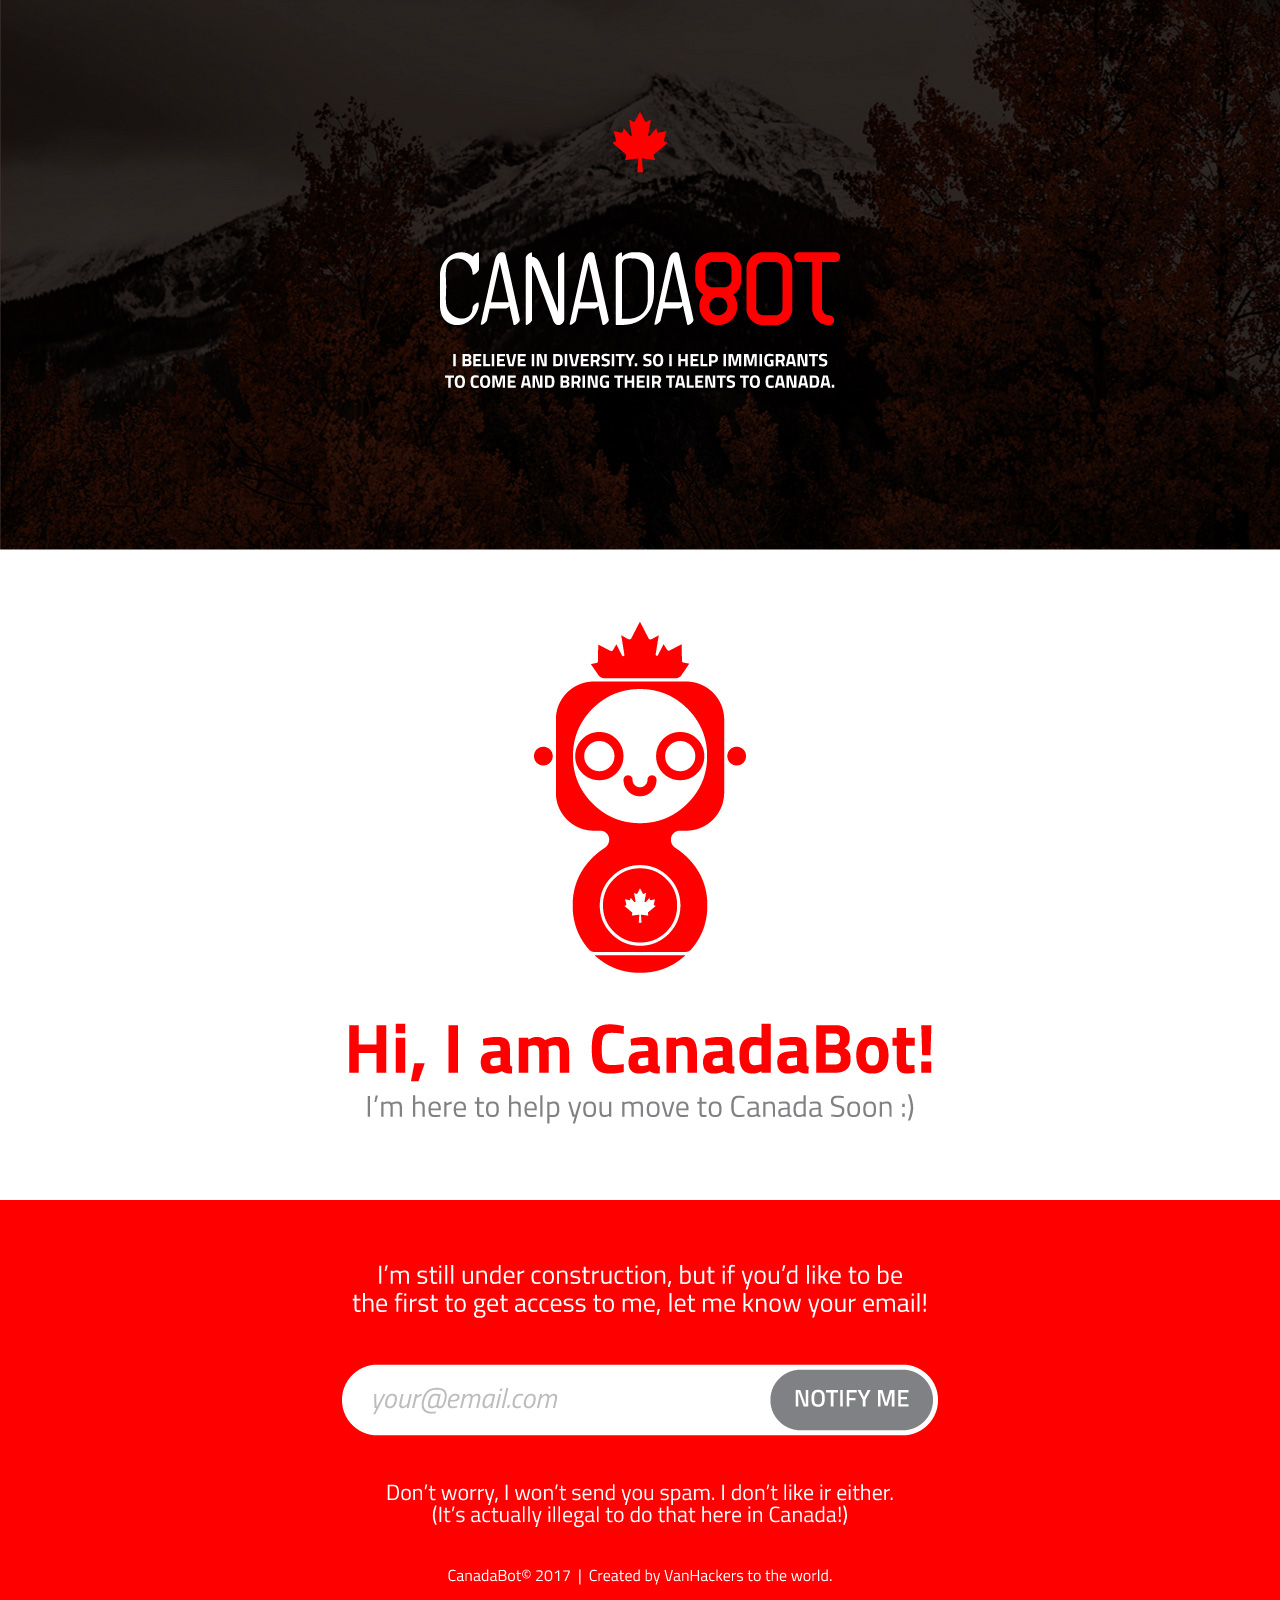 CANADABOT
I BELIEVE IN DIVERSITY. SO I HELP IMMIGRANTS
TO COME AND BRING THEIR TALENTS TO CANADA.
Hi, I am CanadaBot!
I’m here to help you move to Canada Soon :)
I’m still under construction, but if you’d like to be
the first to get access to me, let me know your email!
your@email.com NOTIFY ME
Don’t worry, I won’t send you spam. I don’t like ir either.
(It’s actually illegal to do that here in Canada!)
CanadaBot© 2017 | Created by VanHackers to the world.